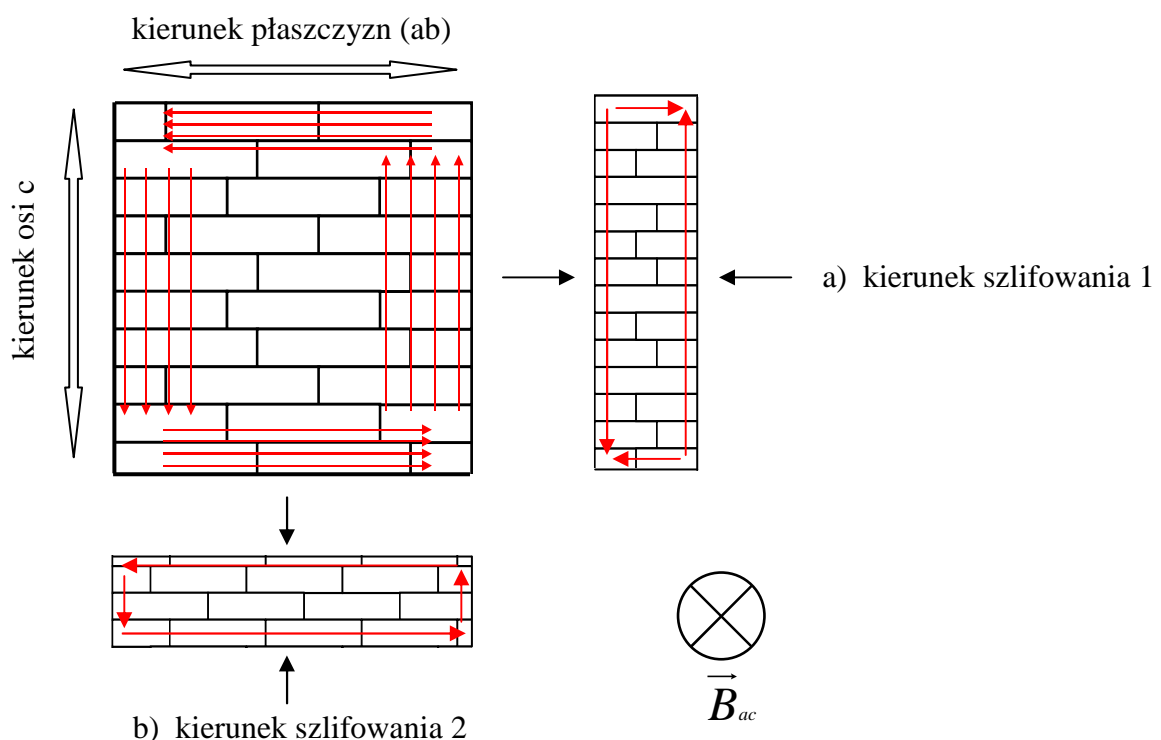 kierunek płaszczyzn (ab)
kierunek osi c
a) kierunek szlifowania 1
b) kierunek szlifowania 2
B ac